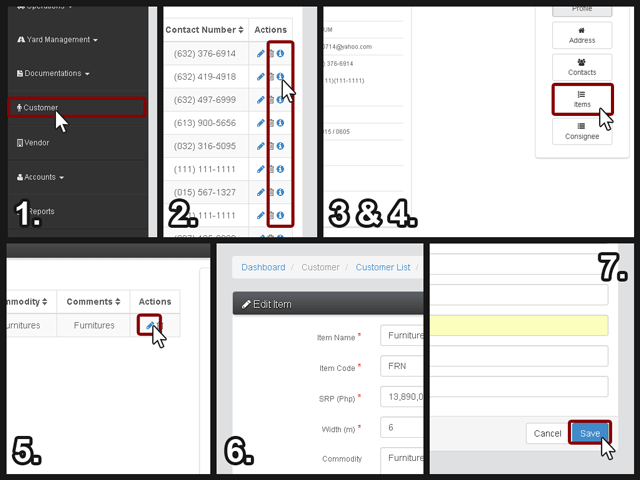 Operations
Yard Management
Documentations
Customer
Vendor
Accounts
Reports
1.
Contact Number Actions
(632) 376-6914
(632) 419-4918
(632) 497-6999
(613) 900-5656
(032) 316-5095
(111) 111-1111
(015) 567-1327
111-1111
2.
UM
0714@yahoo.com
) 376-6914
11)(111-1111)
015 / 0605
Profile
Address
Contacts
Items
Consignee
3 & 4.
mmodity Comments Actions
urnitures Furnitures
5.
Dashboard / Customer / Customer List /
Edit Item
Item Name * Furniture
Item Code * FRN
SRP (Php) * 13,890,0
Width (m) * 6
Commodity Furniture
6.
7.
Cancel Save